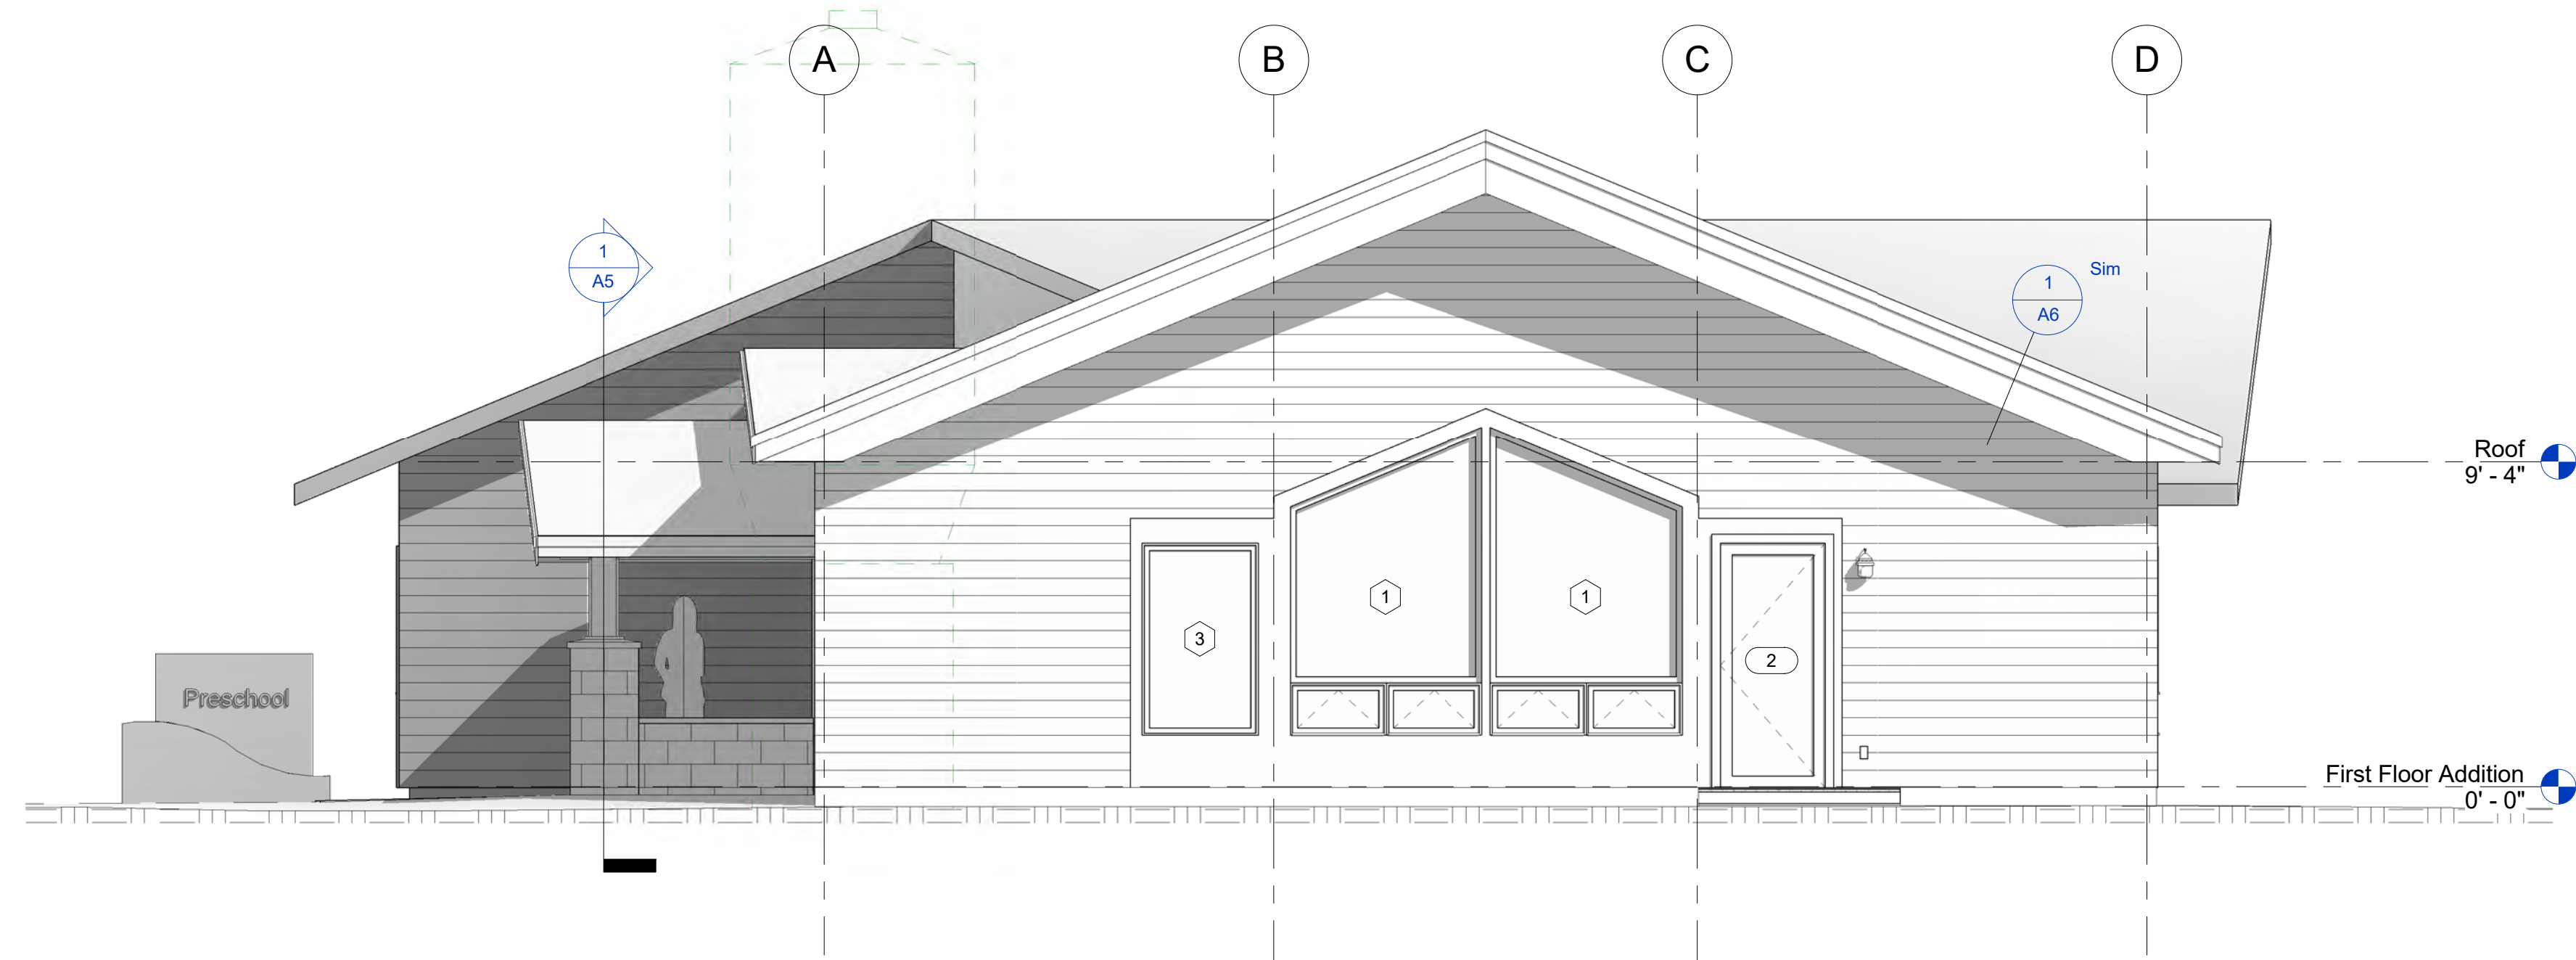 A
B
C
D
1
A5
1
A6
Sim
Roof
9' - 4"
1
1
3
2
Preschool
First Floor Addition
0' - 0"